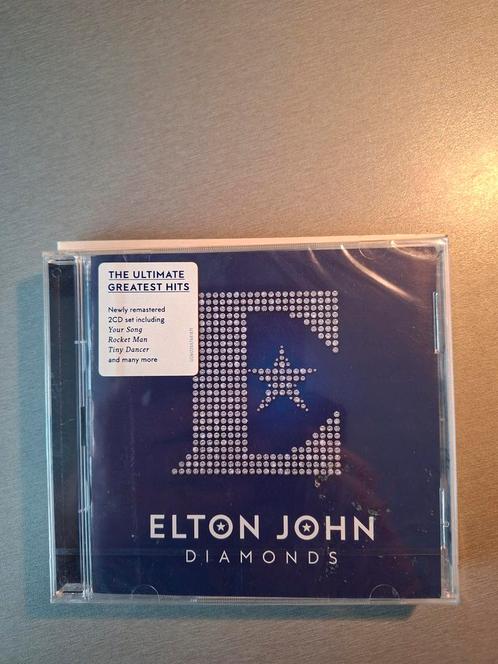 THE ULTIMATE
GREATEST HITS
Newly remastered
2CD set including
Your Song
Rocket Man
Tiny Dancer
and many more
E
ELTON JOHN
DIAMONDS